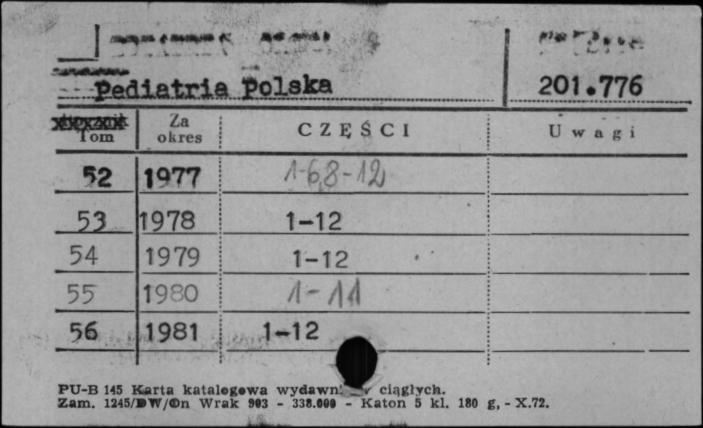 Pediatria Polska
201.776
Tom
Za okres
CZĘŚCI
Uwagi
52 1977 1-6,8-12
53 1978 1-12
54 1979 1-12
55 1980 1-11
56 1981 1-12
PU-B 145 Karta katalogowa ciągłych.
Zam. 1245/DW/On Wrak 903 - 338.000 - Katon 5 kl. 180 g, - X.72.